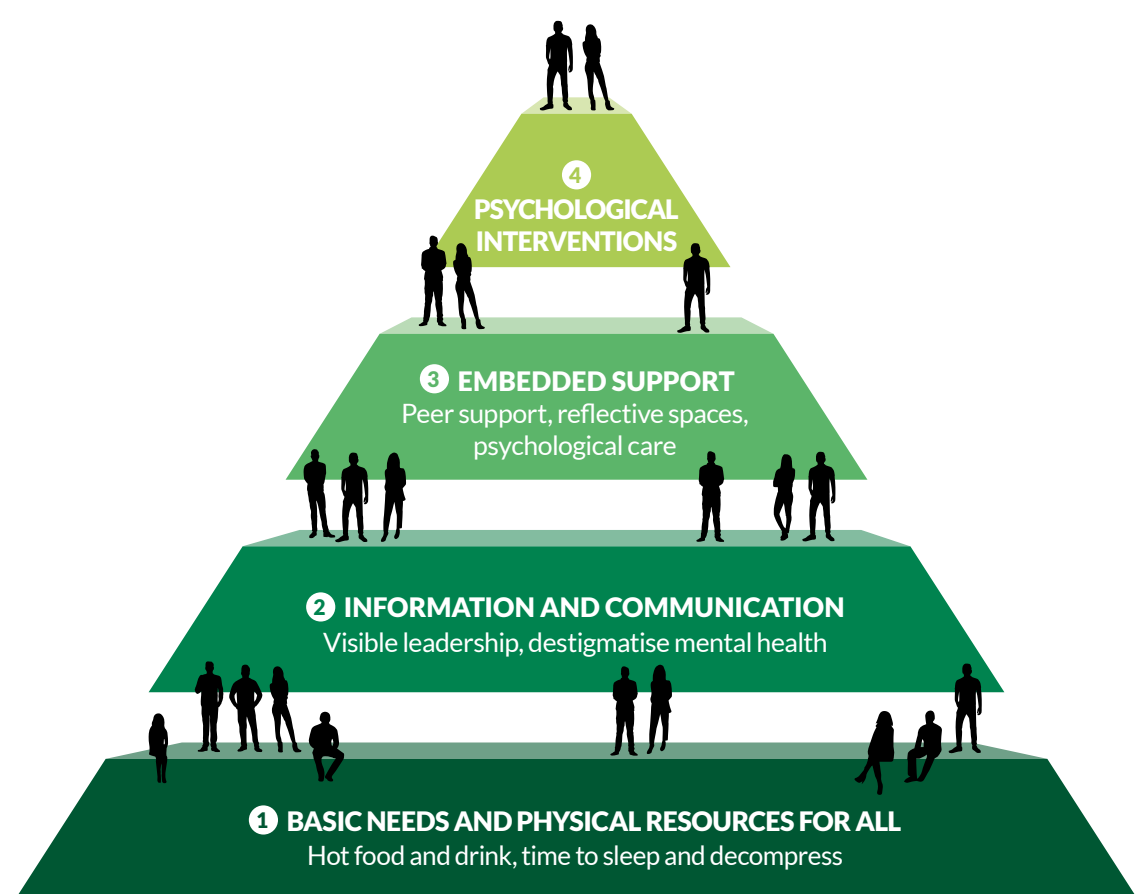 4
PSYCHOLOGICAL
INTERVENTIONS
3 EMBEDDED SUPPORT
Peer support, reflective spaces,
psychological care
2 INFORMATION AND COMMUNICATION
Visible leadership, destigmatise mental health
1 BASIC NEEDS AND PHYSICAL RESOURCES FOR ALL
Hot food and drink, time to sleep and decompress